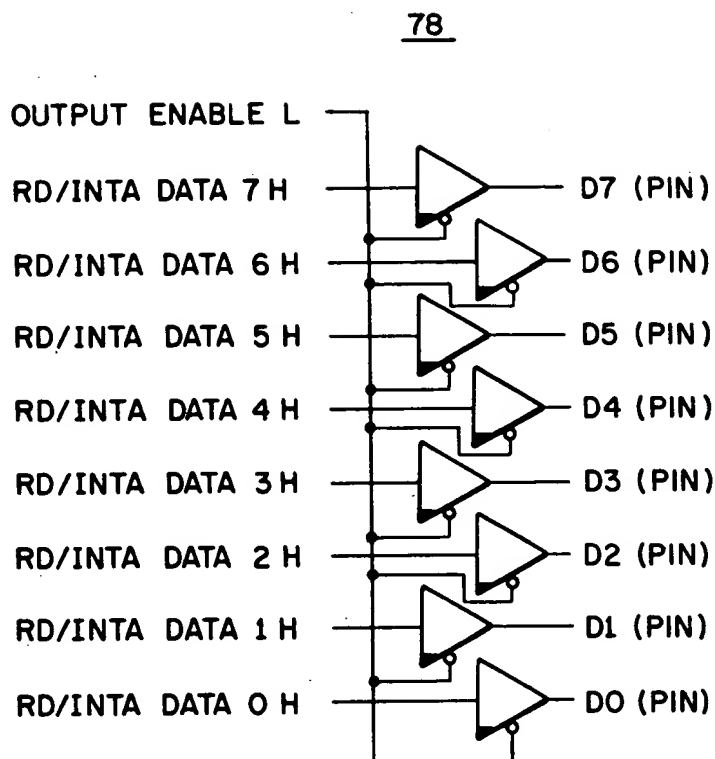 78
OUTPUT ENABLE L
RD/INTA DATA 7 H D7 (PIN)
RD/INTA DATA 6 H D6 (PIN)
RD/INTA DATA 5 H D5 (PIN)
RD/INTA DATA 4 H D4 (PIN)
RD/INTA DATA 3 H D3 (PIN)
RD/INTA DATA 2 H D2 (PIN)
RD/INTA DATA 1 H D1 (PIN)
RD/INTA DATA 0 H D0 (PIN)